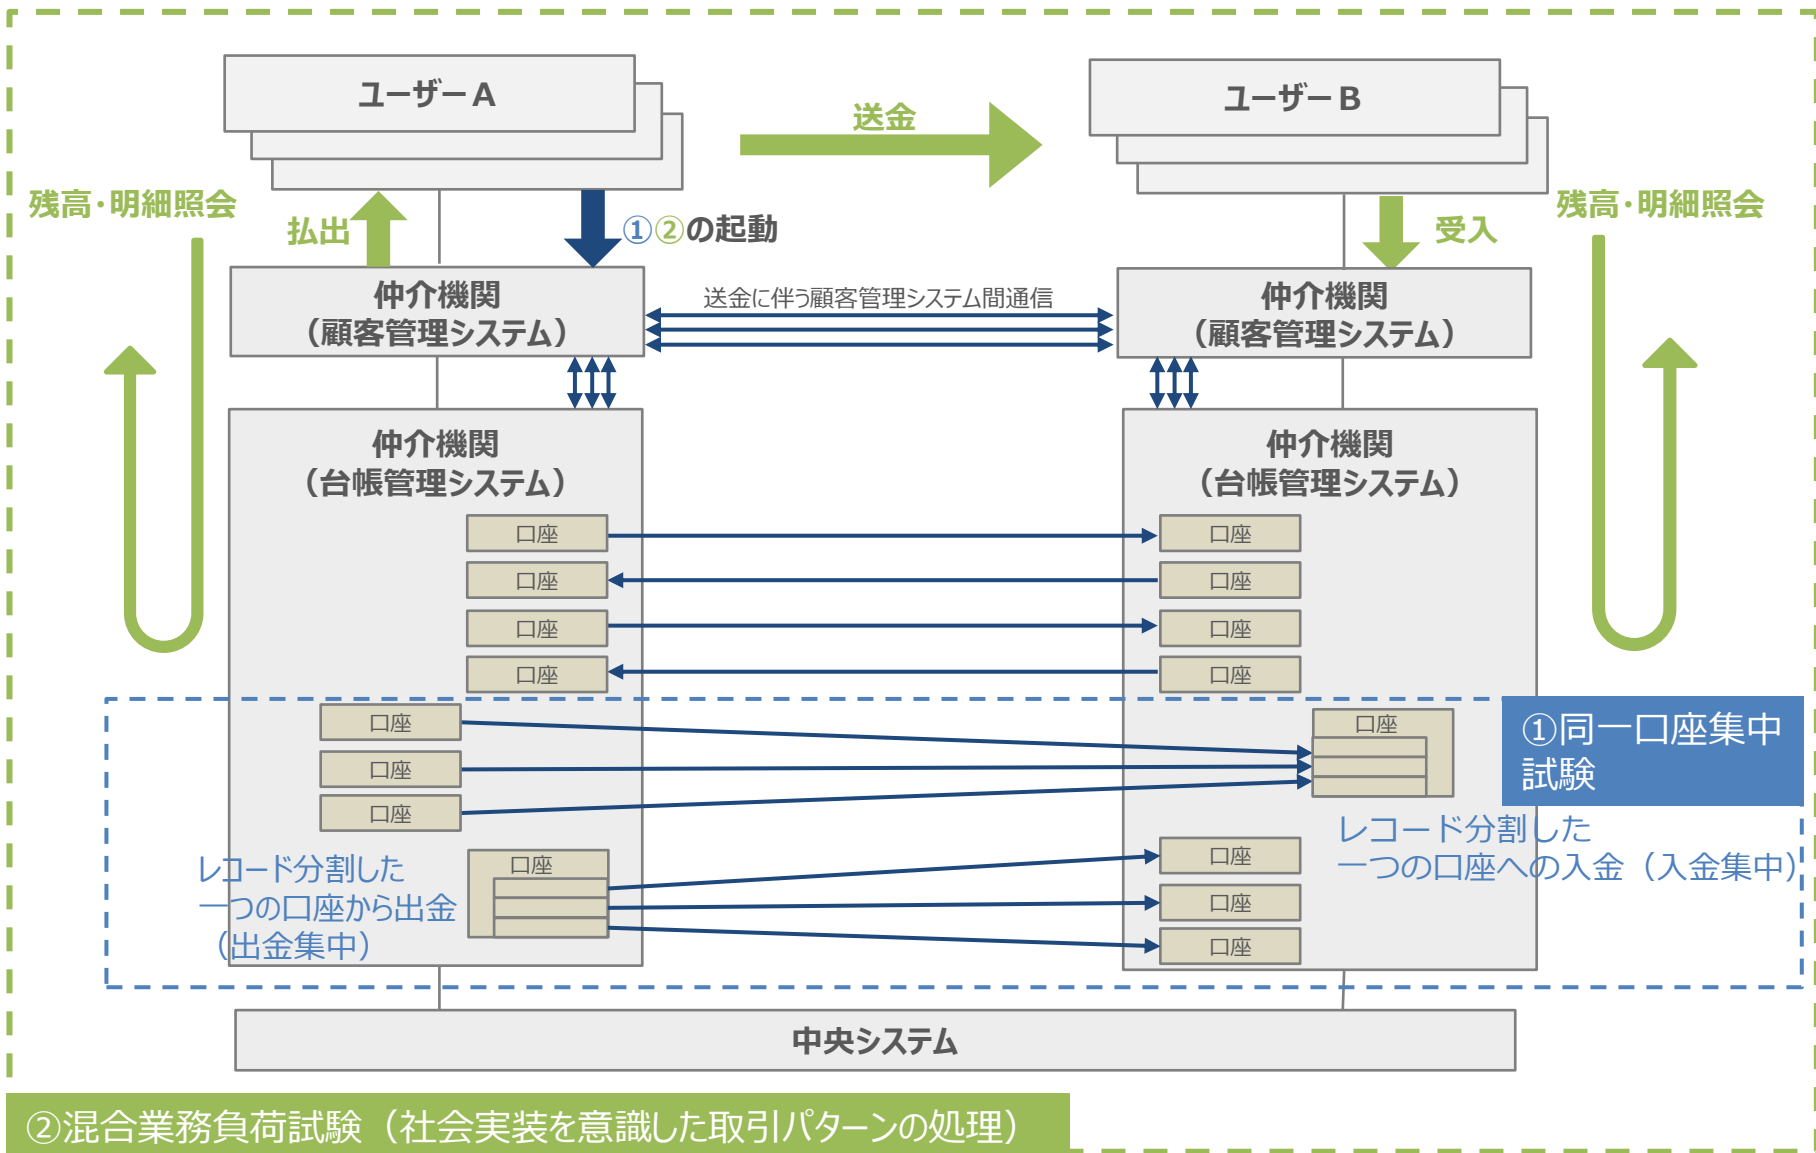 ユーザーA
ユーザーB
送金
残高・明細照会
払出
①②の起動
受入
残高・明細照会
仲介機関
（顧客管理システム）
送金に伴う顧客管理システム間通信
仲介機関
（顧客管理システム）
仲介機関
（台帳管理システム）
仲介機関
（台帳管理システム）
口座
口座
口座
口座
口座
口座
口座
口座
口座
口座
口座
口座
①同一口座集中
試験
レコード分割した
一つの口座への入金（入金集中）
レコード分割した
一つの口座から出金
（出金集中）
口座
口座
口座
口座
中央システム
②混合業務負荷試験（社会実装を意識した取引パターンの処理）